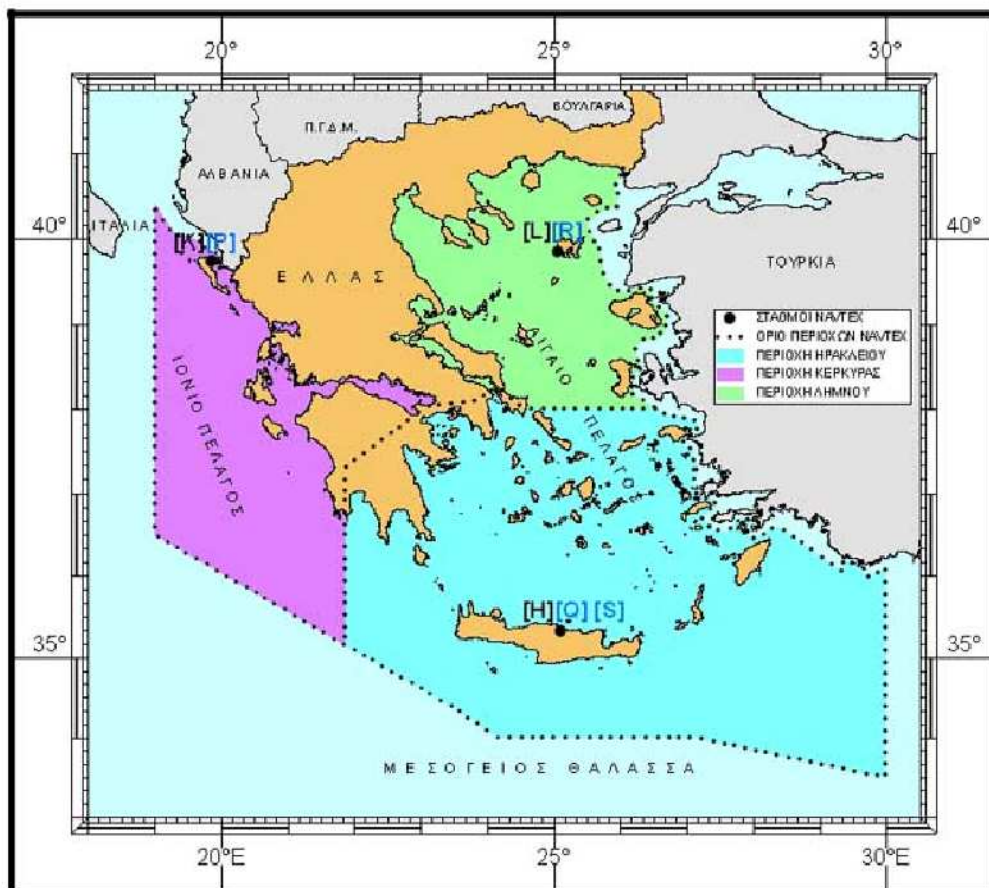 20° 25° 30°
ΒΟΥΛΓΑΡΙΑ
Π.Γ.Δ.Μ.
ΑΛΒΑΝΙΑ
40° ΙΤΑΛΙΑ 40°
[K][P] [L][R]
ΤΟΥΡΚΙΑ
ΕΛΛΑΣ
ΣΤΑΘΜΟΙ NAVTEX
ΟΡΙΟ ΠΕΡΙΟΧΩΝ NAVTEX
ΠΕΡΙΟΧΗ ΗΡΑΚΛΕΙΟΥ
ΠΕΡΙΟΧΗ ΚΕΡΚΥΡΑΣ
ΠΕΡΙΟΧΗ ΛΗΜΝΟΥ
ΑΙΓΑΙΟ ΠΕΛΑΓΟΣ
ΙΟΝΙΟ ΠΕΛΑΓΟΣ
[H][Q][S]
35° 35°
ΜΕΣΟΓΕΙΟΣ ΘΑΛΑΣΣΑ
20°E 25° 30°E